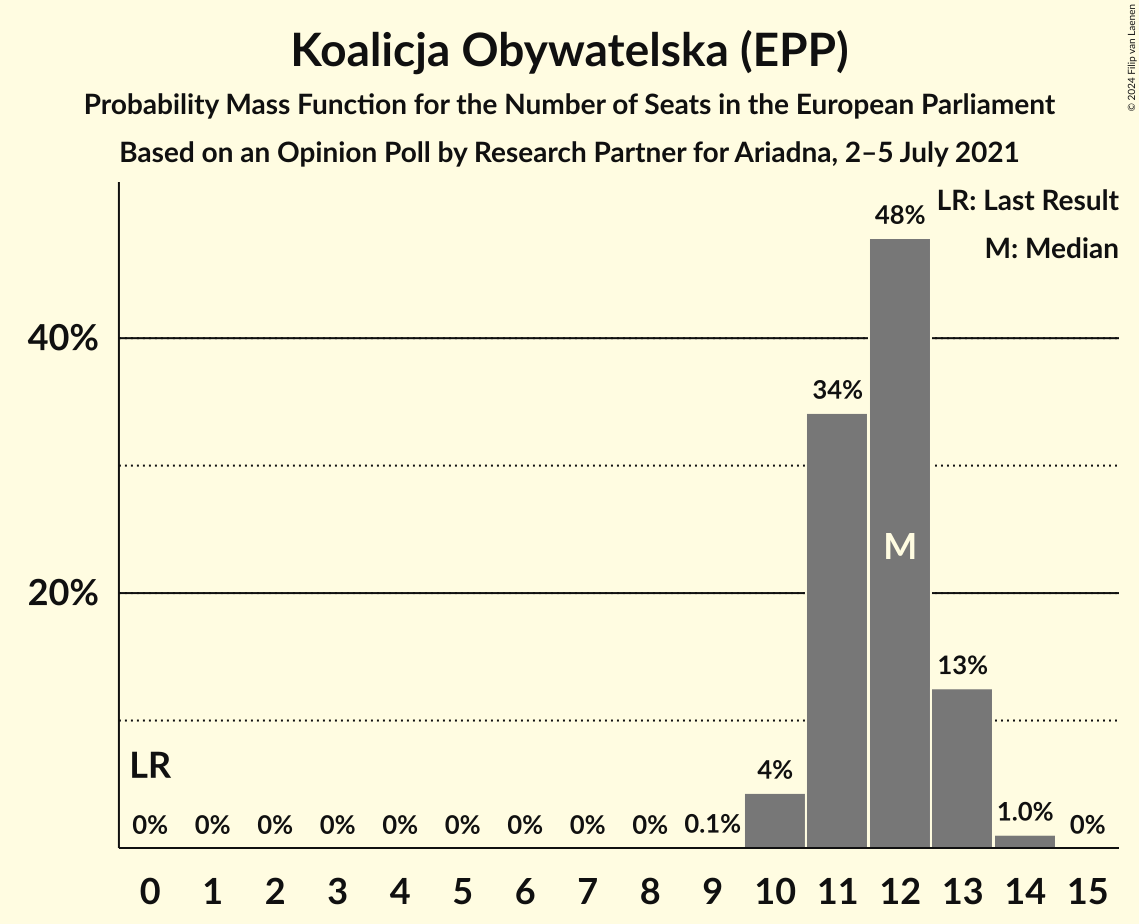 Koalicja Obywatelska (EPP)
Probability Mass Function for the Number of Seats in the European Parliament
Based on an Opinion Poll by Research Partner for Ariadna, 2–5 July 2021
© 2024 Filip van Laenen
LR: Last Result
M: Median
48%
40%
34%
M
20%
13%
LR
4%
0% 0% 0% 0% 0% 0% 0% 0% 0% 0.1% 1.0% 0%
0 1 2 3 4 5 6 7 8 9 10 11 12 13 14 15